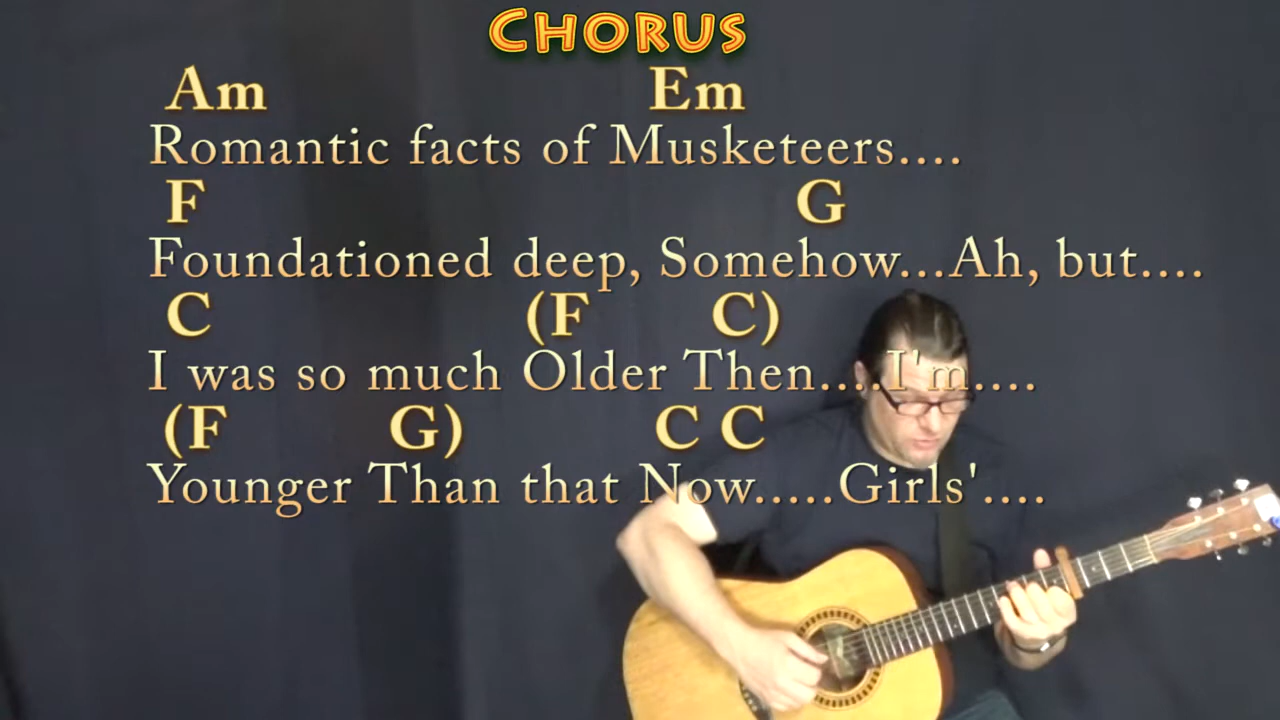 CHORUS
Am Em
Romantic facts of Musketeers....
F G
Foundationed deep, Somehow...Ah, but....
C (F C)
I was so much Older Then....I'm....
(F G) C C
Younger Than that Now.....Girls'....